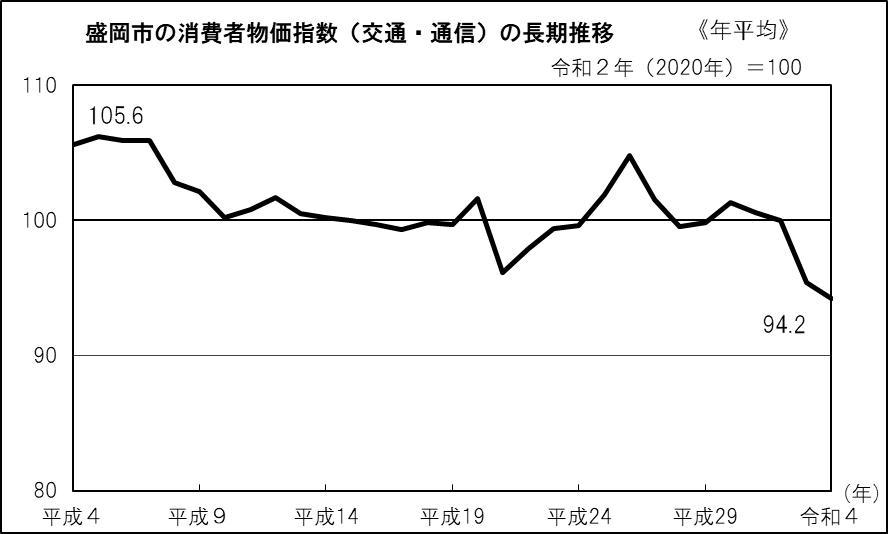 盛岡市の消費者物価指数（交通・通信）の長期推移　《年平均》
令和２年（2020年）＝100
110
105.6
100
94.2
90
80
（年）
平成４ 平成９ 平成14 平成19 平成24 平成29 令和４